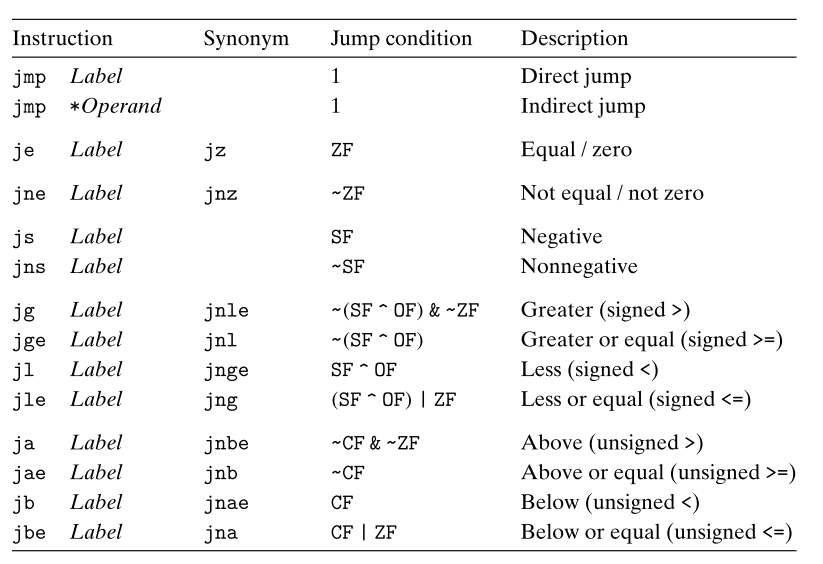 Instruction Synonym Jump condition Description
jmp Label 1 Direct jump
jmp *Operand 1 Indirect jump
je Label jz ZF Equal / zero
jne Label jnz ~ZF Not equal / not zero
js Label SF Negative
jns Label ~SF Nonnegative
jg Label jnle ~(SF ^ OF) & ~ZF Greater (signed >)
jge Label jnl ~(SF ^ OF) Greater or equal (signed >=)
jl Label jnge SF ^ OF Less (signed <)
jle Label jng (SF ^ OF) | ZF Less or equal (signed <=)
ja Label jnbe ~CF & ~ZF Above (unsigned >)
jae Label jnb ~CF Above or equal (unsigned >=)
jb Label jnae CF Below (unsigned <)
jbe Label jna CF | ZF Below or equal (unsigned <=)